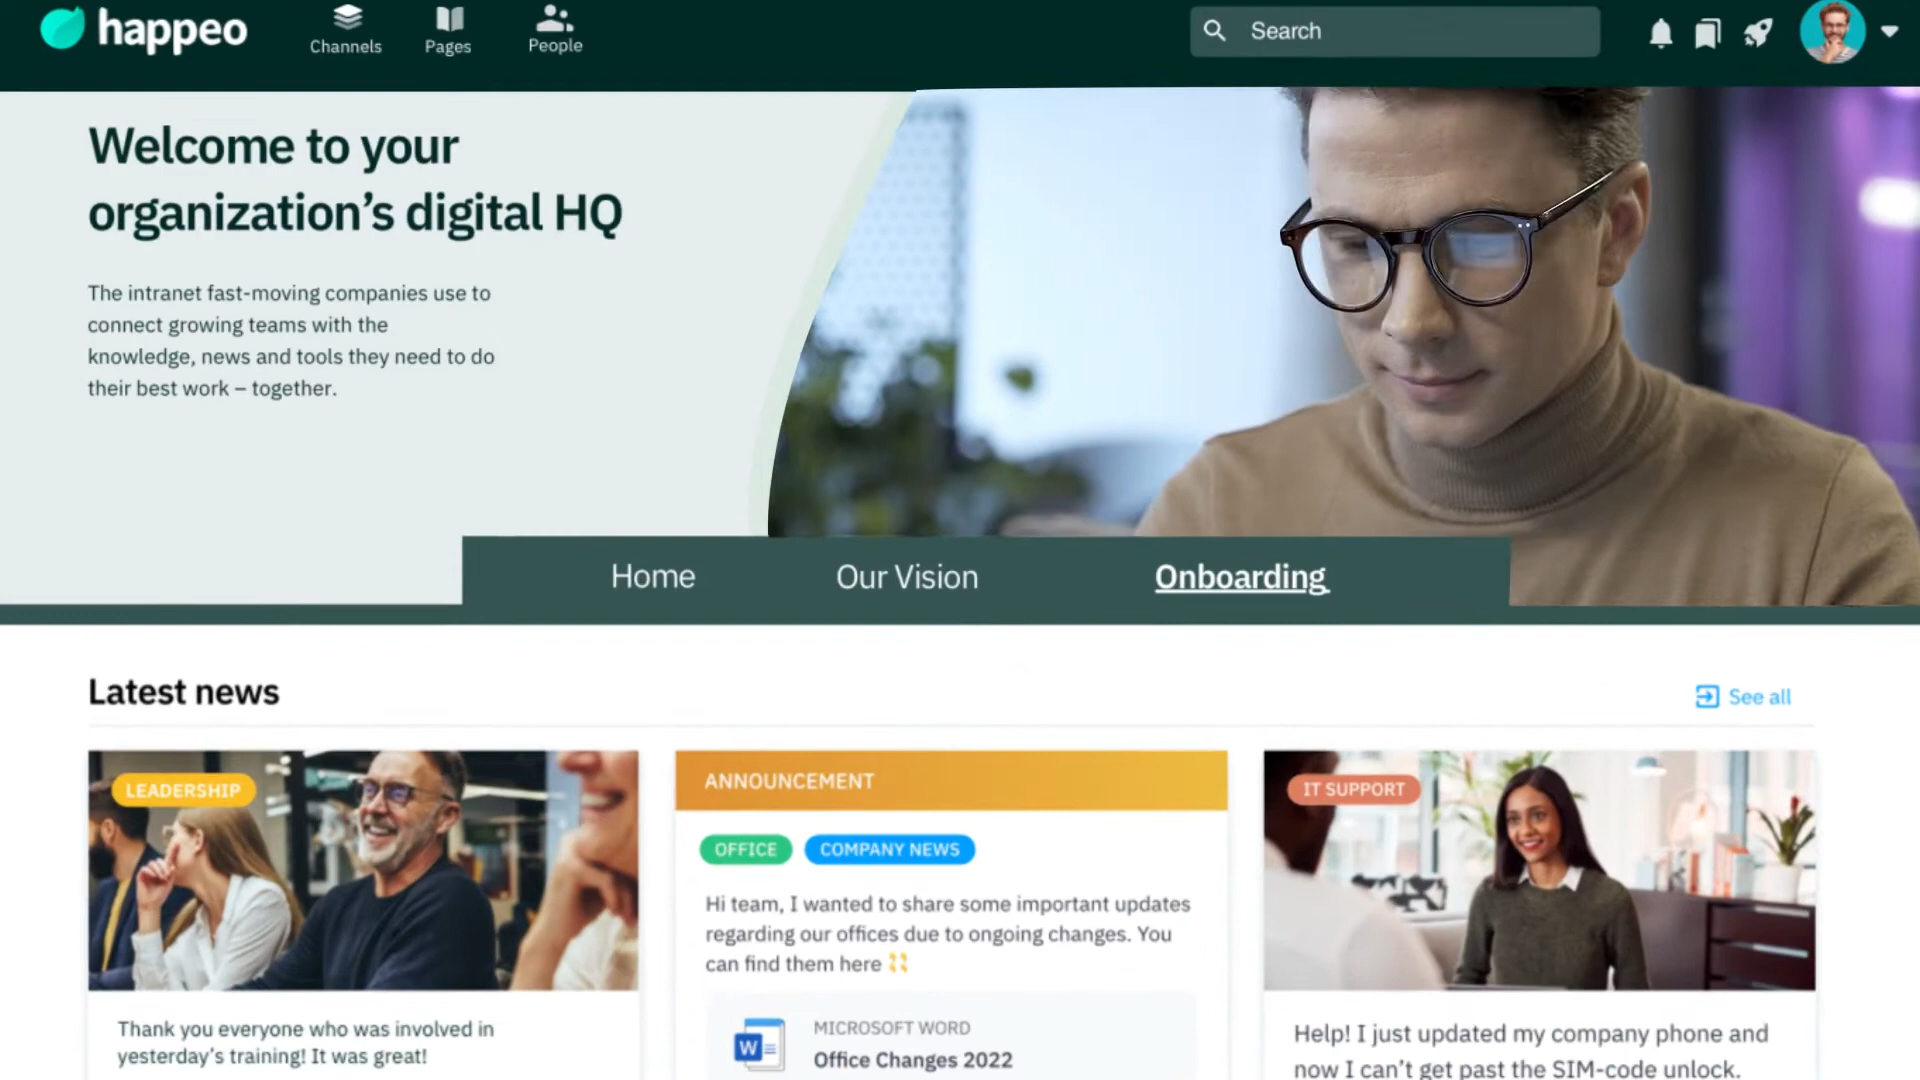 happeo
Channels
Pages
People
Search
Welcome to your
organization's digital HQ
The intranet fast-moving companies use to
connect growing teams with the
knowledge, news and tools they need to do
their best work – together.
Home
Our Vision
Onboarding
Latest news
See all
LEADERSHIP
Thank you everyone who was involved in
yesterday's training! It was great!
ANNOUNCEMENT
OFFICE
COMPANY NEWS
Hi team, I wanted to share some important updates
regarding our offices due to ongoing changes. You
can find them here
W
MICROSOFT WORD
Office Changes 2022
IT SUPPORT
Help! I just updated my company phone and
now I can't get past the SIM-code unlock.